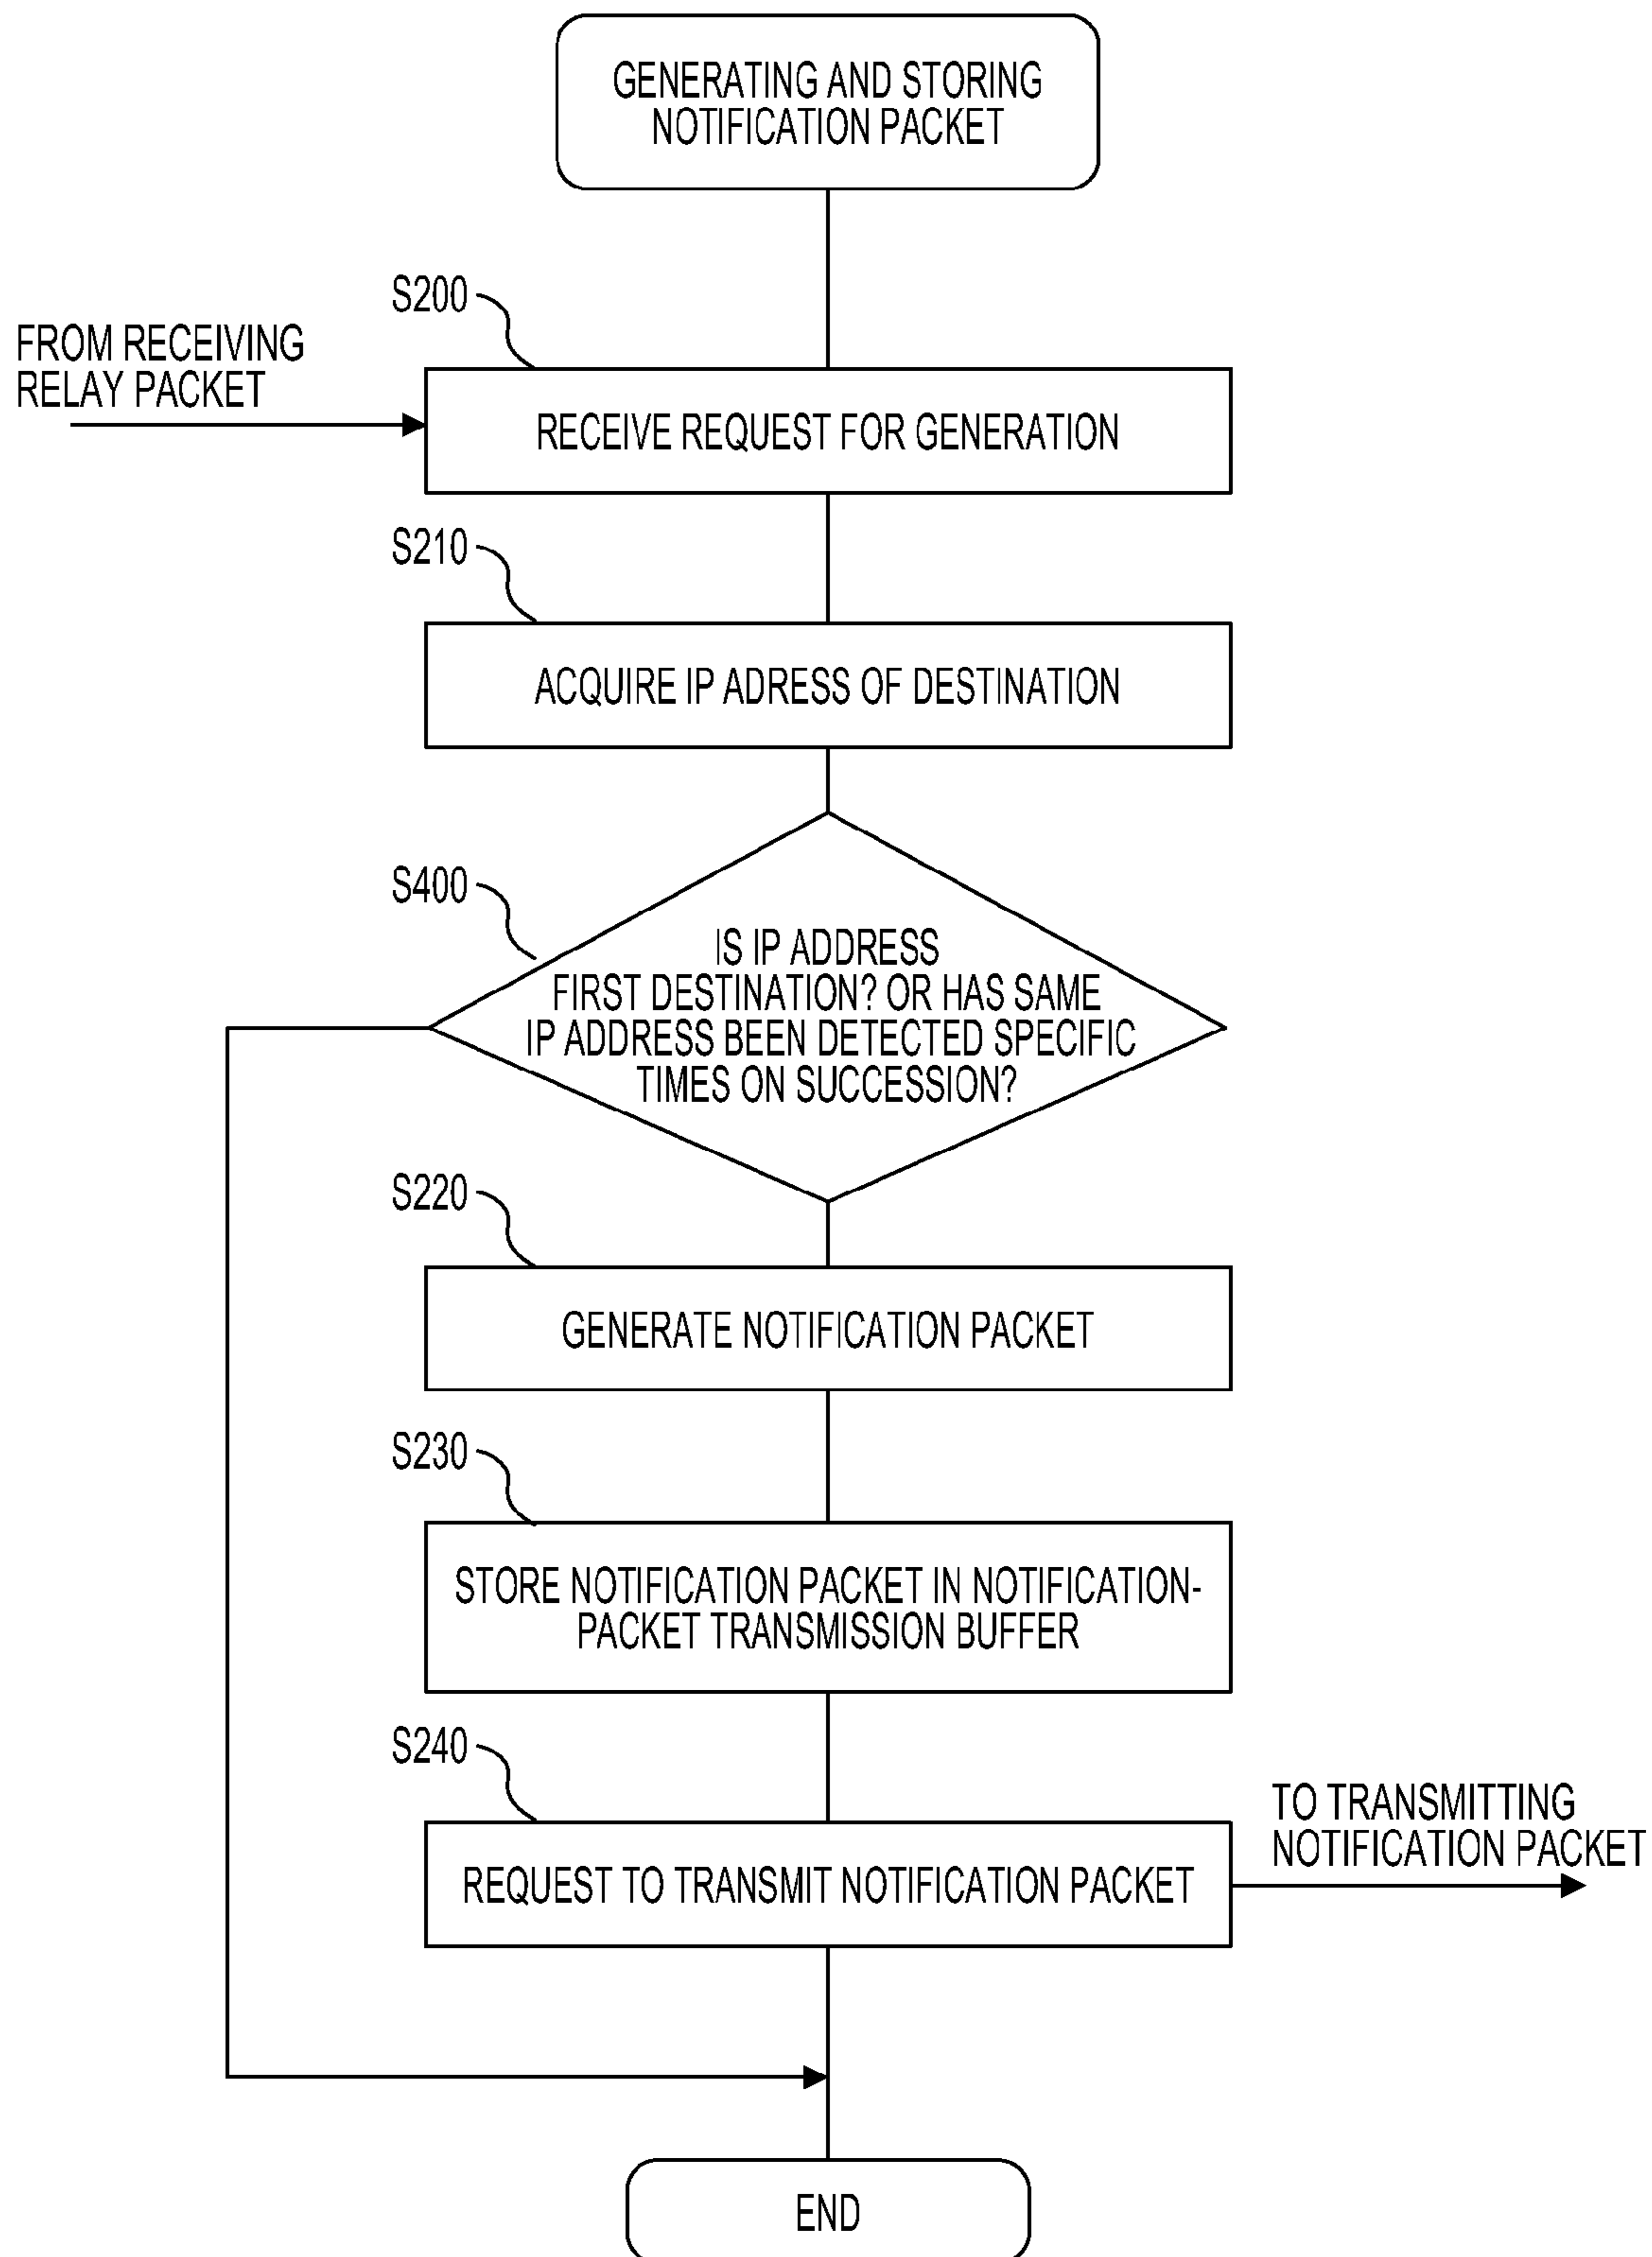 GENERATING AND STORING
NOTIFICATION PACKET
S200
FROM RECEIVING
RELAY PACKET
RECEIVE REQUEST FOR GENERATION
S210
ACQUIRE IP ADRESS OF DESTINATION
S400
IS IP ADDRESS
FIRST DESTINATION? OR HAS SAME
IP ADDRESS BEEN DETECTED SPECIFIC
TIMES ON SUCCESSION?
S220
GENERATE NOTIFICATION PACKET
S230
STORE NOTIFICATION PACKET IN NOTIFICATION-
PACKET TRANSMISSION BUFFER
S240
REQUEST TO TRANSMIT NOTIFICATION PACKET
TO TRANSMITTING
NOTIFICATION PACKET
END